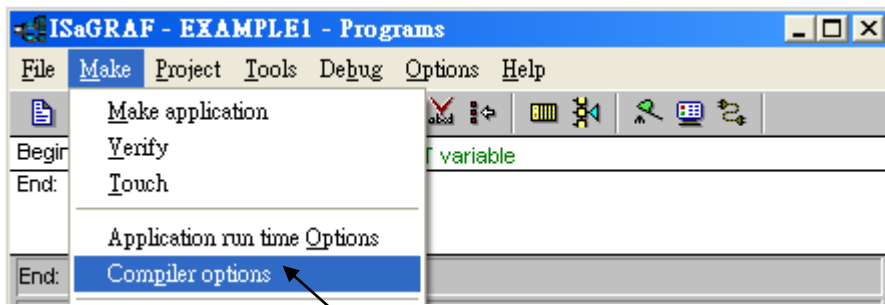 ISaGRAF - EXAMPLE1 - Programs
File Make Project Tools Debug Options Help
Make application
Begin
Verify
T variable
End:
Touch
Application run time Options
End:
Compiler options